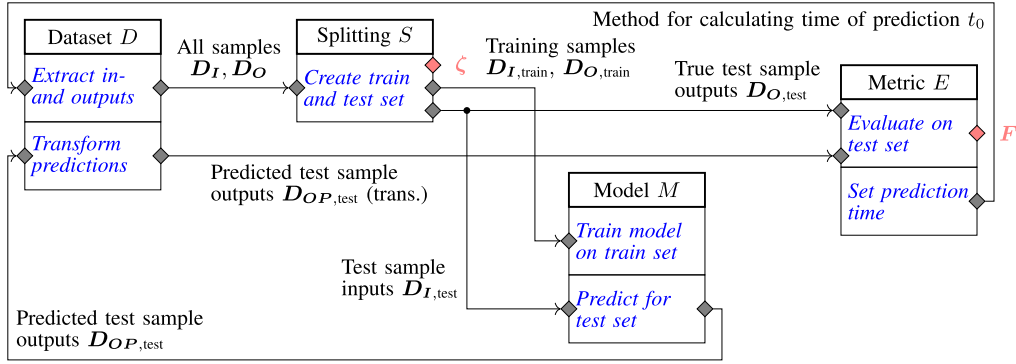 Method for calculating time of prediction t₀
Dataset D
Extract in-
and outputs
Transform
predictions
All samples
D_I, D_O
Splitting S
Create train
and test set
ζ
Training samples
D_I,train, D_O,train
True test sample
outputs D_O,test
Metric E
Evaluate on
test set
F
Set prediction
time
Predicted test sample
outputs D_OP,test (trans.)
Model M
Train model
on train set
Predict for
test set
Test sample
inputs D_I,test
Predicted test sample
outputs D_OP,test